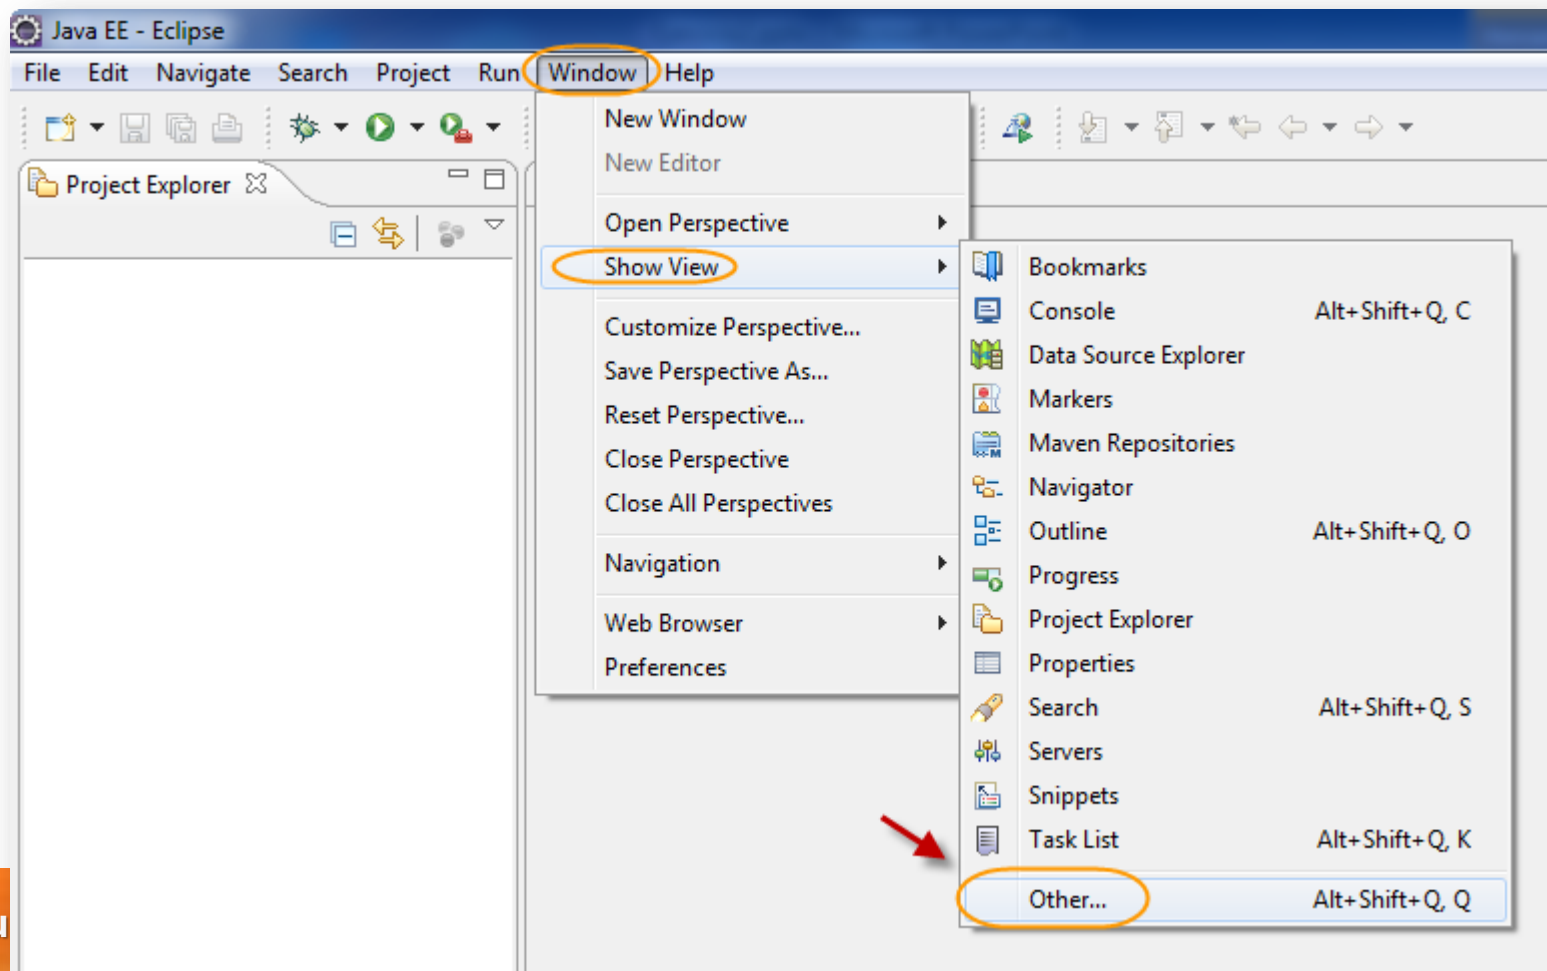 Java EE - Eclipse
File Edit Navigate Search Project Run Window Help
Project Explorer
New Window
New Editor
Open Perspective
Show View
Customize Perspective...
Save Perspective As...
Reset Perspective...
Close Perspective
Close All Perspectives
Navigation
Web Browser
Preferences
Bookmarks
Console Alt+Shift+Q, C
Data Source Explorer
Markers
Maven Repositories
Navigator
Outline Alt+Shift+Q, O
Progress
Project Explorer
Properties
Search Alt+Shift+Q, S
Servers
Snippets
Task List Alt+Shift+Q, K
Other... Alt+Shift+Q, Q